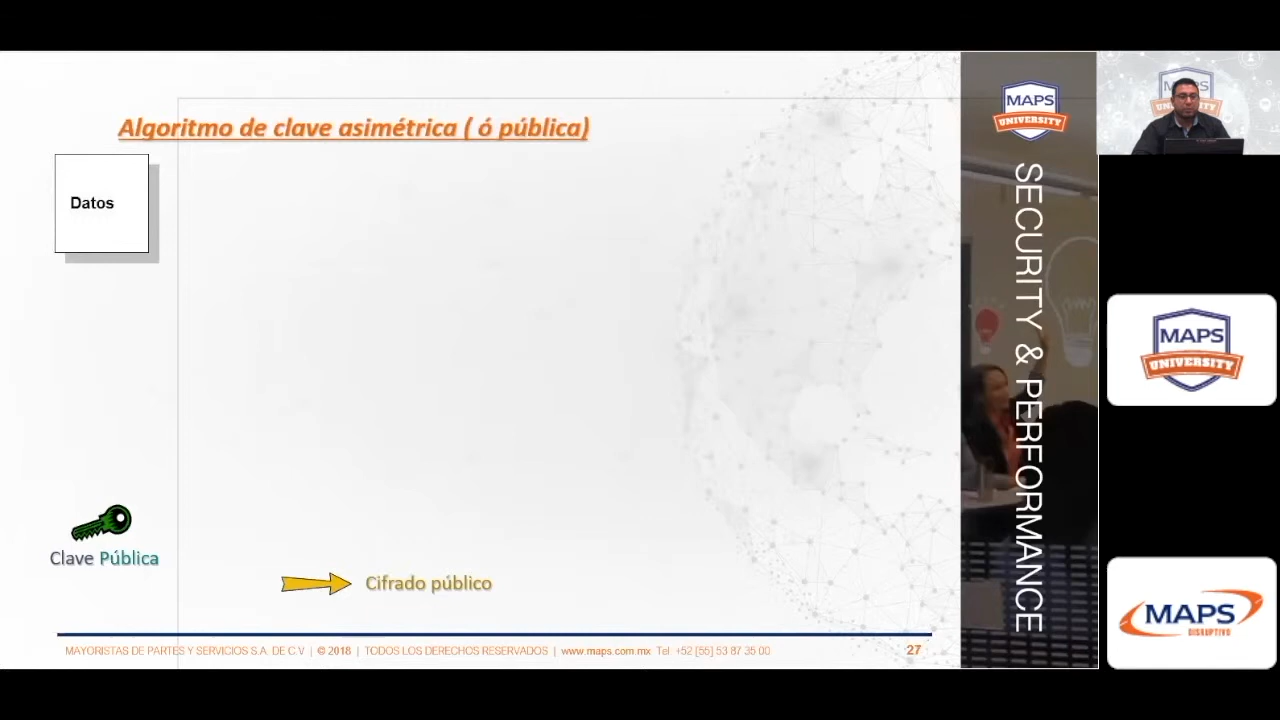 Algoritmo de clave asimétrica ( ó pública)
Datos
Clave Pública
Cifrado público
MAYORISTAS DE PARTES Y SERVICIOS S.A. DE C.V. | © 2018 | TODOS LOS DERECHOS RESERVADOS | www.maps.com.mx Tel +52 [55] 53 87 35 00
27
MAPS
UNIVERSITY
SECURITY & PERFORMANCE
MAPS
UNIVERSITY
MAPS
DISRUPTIVO